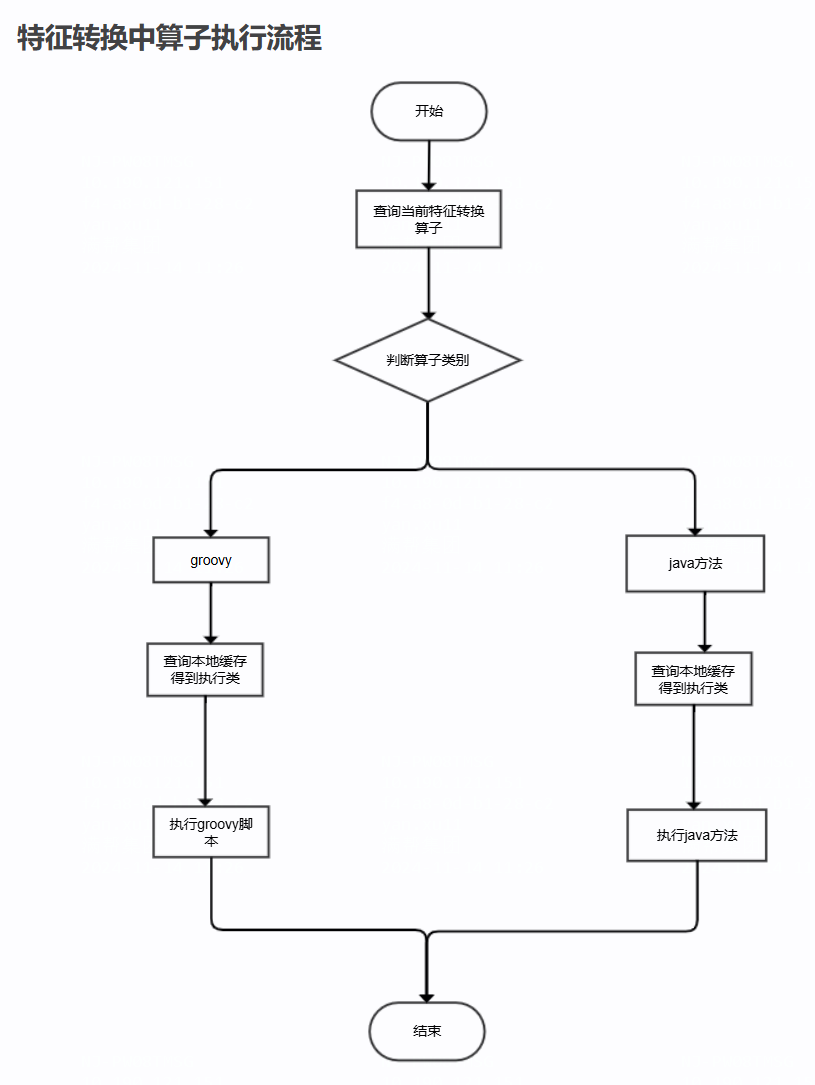 特征转换中算子执行流程
开始
查询当前特征转换
算子
判断算子类别
groovy
java方法
查询本地缓存
得到执行类
查询本地缓存
得到执行类
执行groovy脚
本
执行java方法
结束